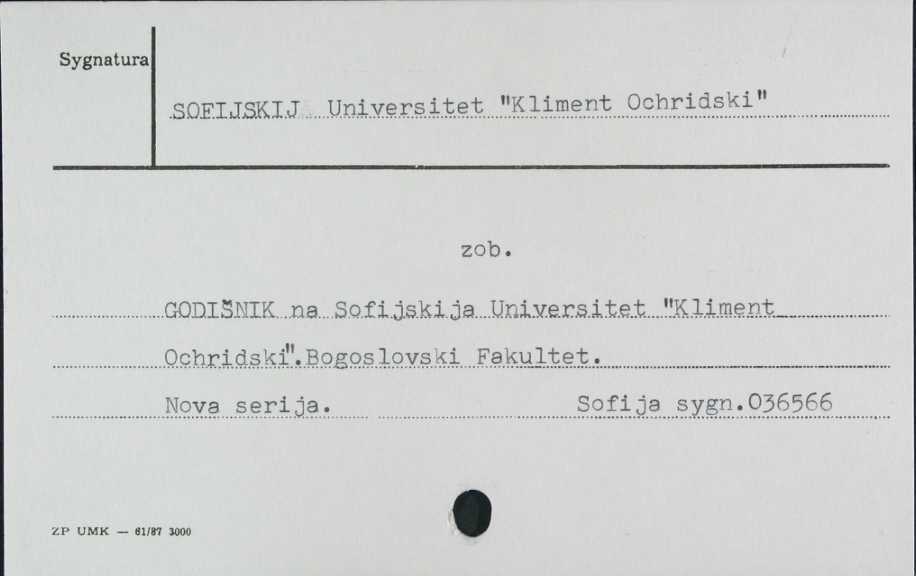 Sygnatura
SOFIJSKIJ Universitet "Kliment Ochridski"
zob.
GODIŠNIK na Sofijskija Universitet "Kliment
Ochridski".Bogoslovski Fakultet.
Nova serija. Sofija sygn.036566
ZP UMK — 61/87 3000